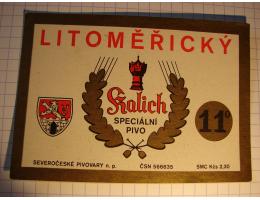 LITOMĚŘICKÝ
Kalich
SPECIÁLNÍ
PIVO
11°
SEVEROČESKÉ PIVOVARY n. p. ČSN 566635 SMC Kčs 2,30